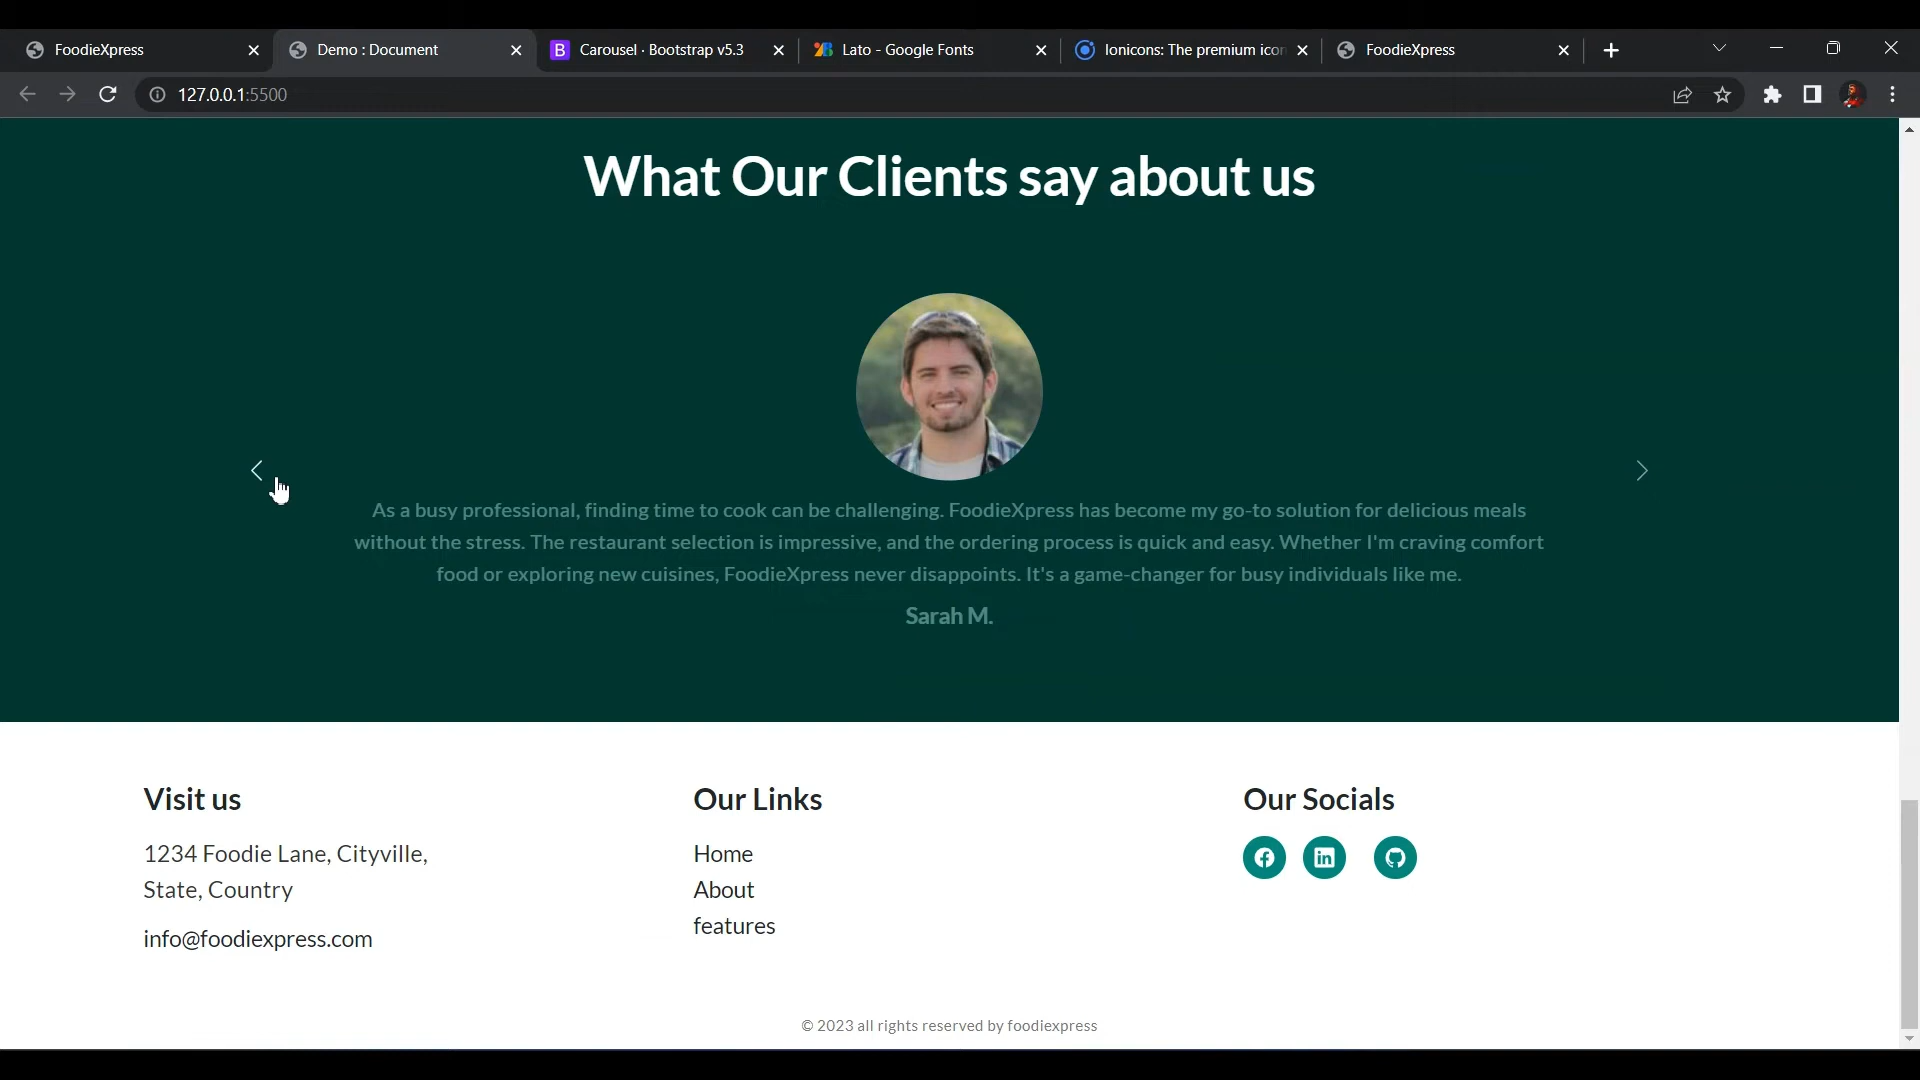 FoodieXpress
Demo : Document
Carousel · Bootstrap v5.3
Lato - Google Fonts
Ionicons: The premium icon
FoodieXpress
127.0.0.1:5500
What Our Clients say about us
As a busy professional, finding time to cook can be challenging. FoodieXpress has become my go-to solution for delicious meals
without the stress. The restaurant selection is impressive, and the ordering process is quick and easy. Whether I'm craving comfort
food or exploring new cuisines, FoodieXpress never disappoints. It's a game-changer for busy individuals like me.
Sarah M.
Visit us
1234 Foodie Lane, Cityville,
State, Country
info@foodiexpress.com
Our Links
Home
About
features
Our Socials
© 2023 all rights reserved by foodiexpress